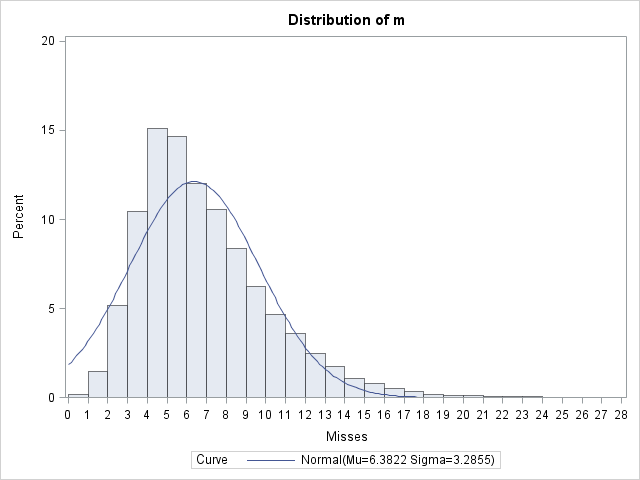 Distribution of m
20
15
10
5
0
Percent
0 1 2 3 4 5 6 7 8 9 10 11 12 13 14 15 16 17 18 19 20 21 22 23 24 25 26 27 28
Misses
Curve Normal(Mu=6.3822 Sigma=3.2855)